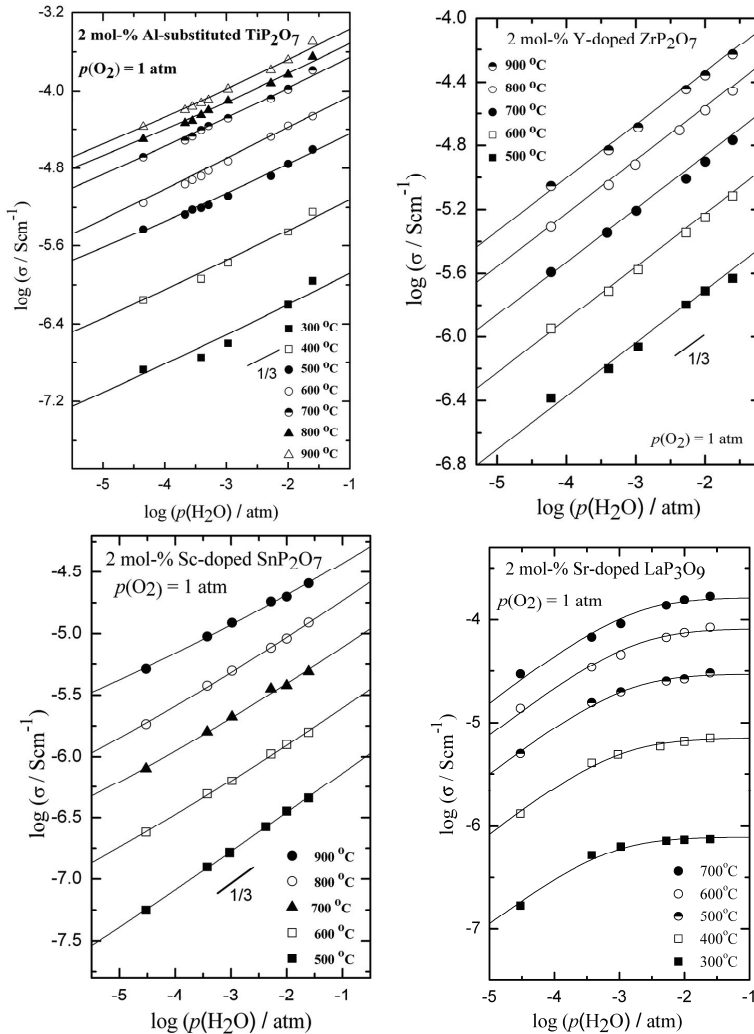 2 mol-% Al-substituted TiP₂O₇
p(O₂) = 1 atm
-4.0
-4.8
-5.6
-6.4
-7.2
log (σ / Scm⁻¹)
1/3
300 °C
400 °C
500 °C
600 °C
700 °C
800 °C
900 °C
-5 -4 -3 -2 -1
log (p(H₂O) / atm)
2 mol-% Y-doped ZrP₂O₇
900 °C
800 °C
700 °C
600 °C
500 °C
-4.0
-4.4
-4.8
-5.2
-5.6
-6.0
-6.4
-6.8
log (σ / Scm⁻¹)
1/3
p(O₂) = 1 atm
-5 -4 -3 -2
log (p(H₂O) / atm)
2 mol-% Sc-doped SnP₂O₇
p(O₂) = 1 atm
-4.5
-5.0
-5.5
-6.0
-6.5
-7.0
-7.5
log (σ / Scm⁻¹)
1/3
900 °C
800 °C
700 °C
600 °C
500 °C
-5 -4 -3 -2 -1
log (p(H₂O) / atm)
2 mol-% Sr-doped LaP₃O₉
p(O₂) = 1 atm
-4
-5
-6
-7
log (σ / Scm⁻¹)
700°C
600°C
500°C
400°C
300°C
-5 -4 -3 -2 -1
log (p(H₂O) / atm)